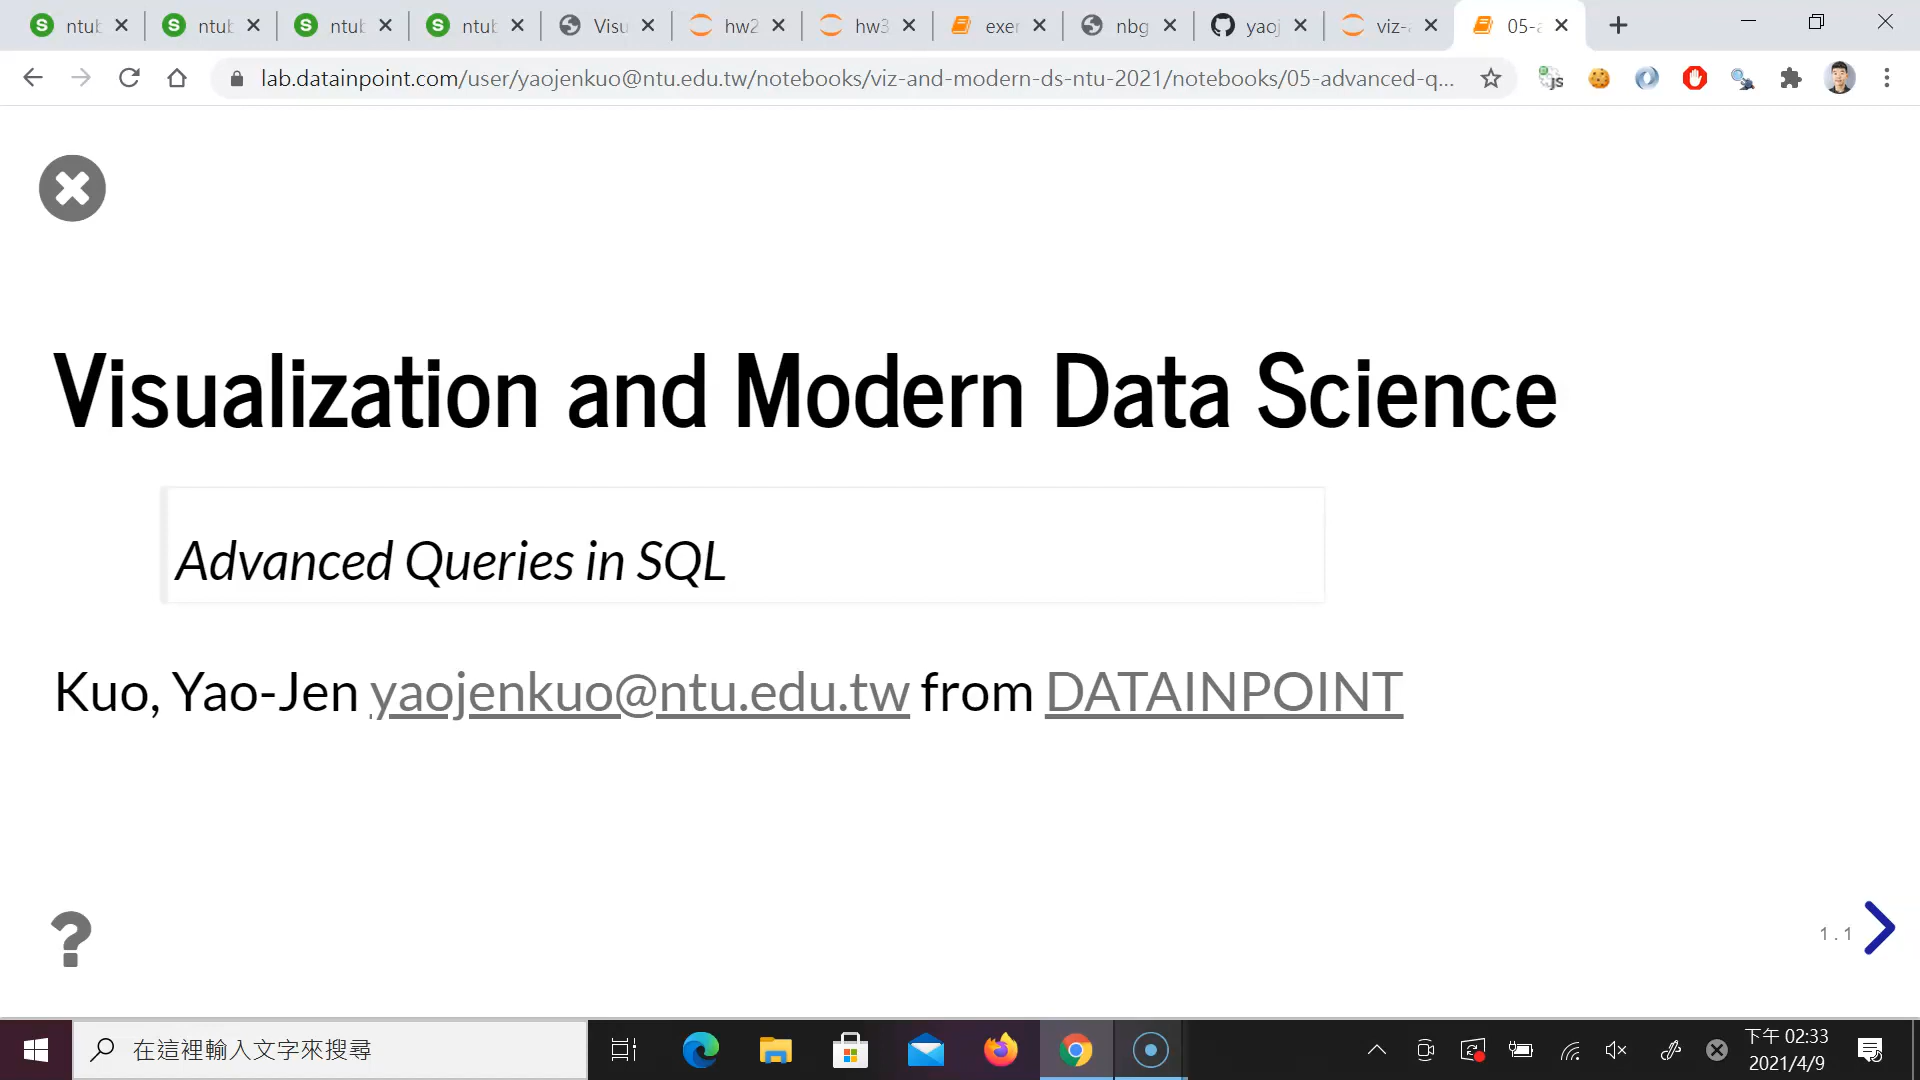 ntub
ntub
ntub
ntub
Visu
hw2
hw3
exer
nbg
yaoj
viz-a
05-a
lab.datainpoint.com/user/yaojenkuo@ntu.edu.tw/notebooks/viz-and-modern-ds-ntu-2021/notebooks/05-advanced-q...
Visualization and Modern Data Science
Advanced Queries in SQL
Kuo, Yao-Jen yaojenkuo@ntu.edu.tw from DATAINPOINT
1 . 1
在這裡輸入文字來搜尋
下午 02:33
2021/4/9